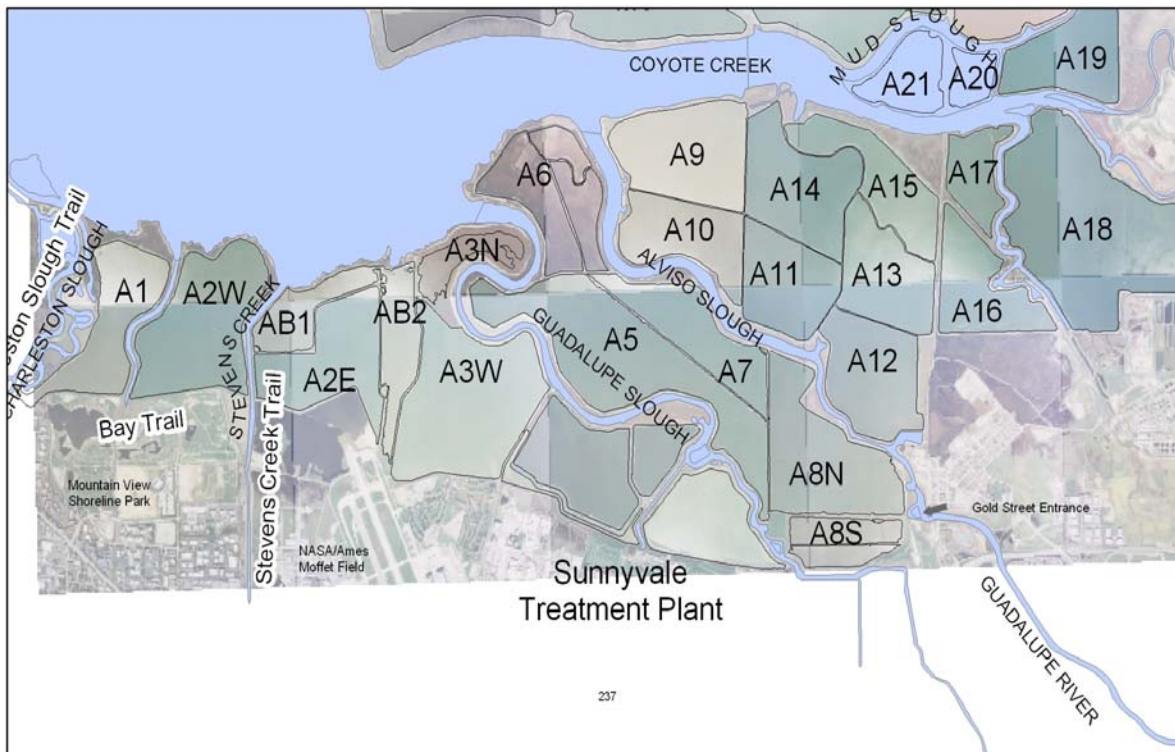 COYOTE CREEK
MUD SLOUGH
A21
A20
A19
A9
A6
A14
A15
A17
A10
A3N
A18
A11
A13
A1
A2W
AB1
AB2
A16
ALVISO SLOUGH
GUADALUPE SLOUGH
A5
A7
A12
A2E
A3W
STEVENS CREEK
Slough Trail
CHARLESTON SLOUGH
Bay Trail
Stevens Creek Trail
Mountain View
Shoreline Park
A8N
Gold Street Entrance
A8S
NASA/Ames
Moffet Field
Sunnyvale
Treatment Plant
GUADALUPE RIVER
237